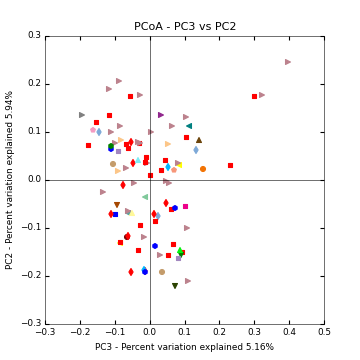 PCoA - PC3 vs PC2
0.3
0.2
0.1
0.0
−0.1
−0.2
−0.3
PC2 - Percent variation explained 5.94%
−0.3 −0.2 −0.1 0.0 0.1 0.2 0.3 0.4 0.5
PC3 - Percent variation explained 5.16%